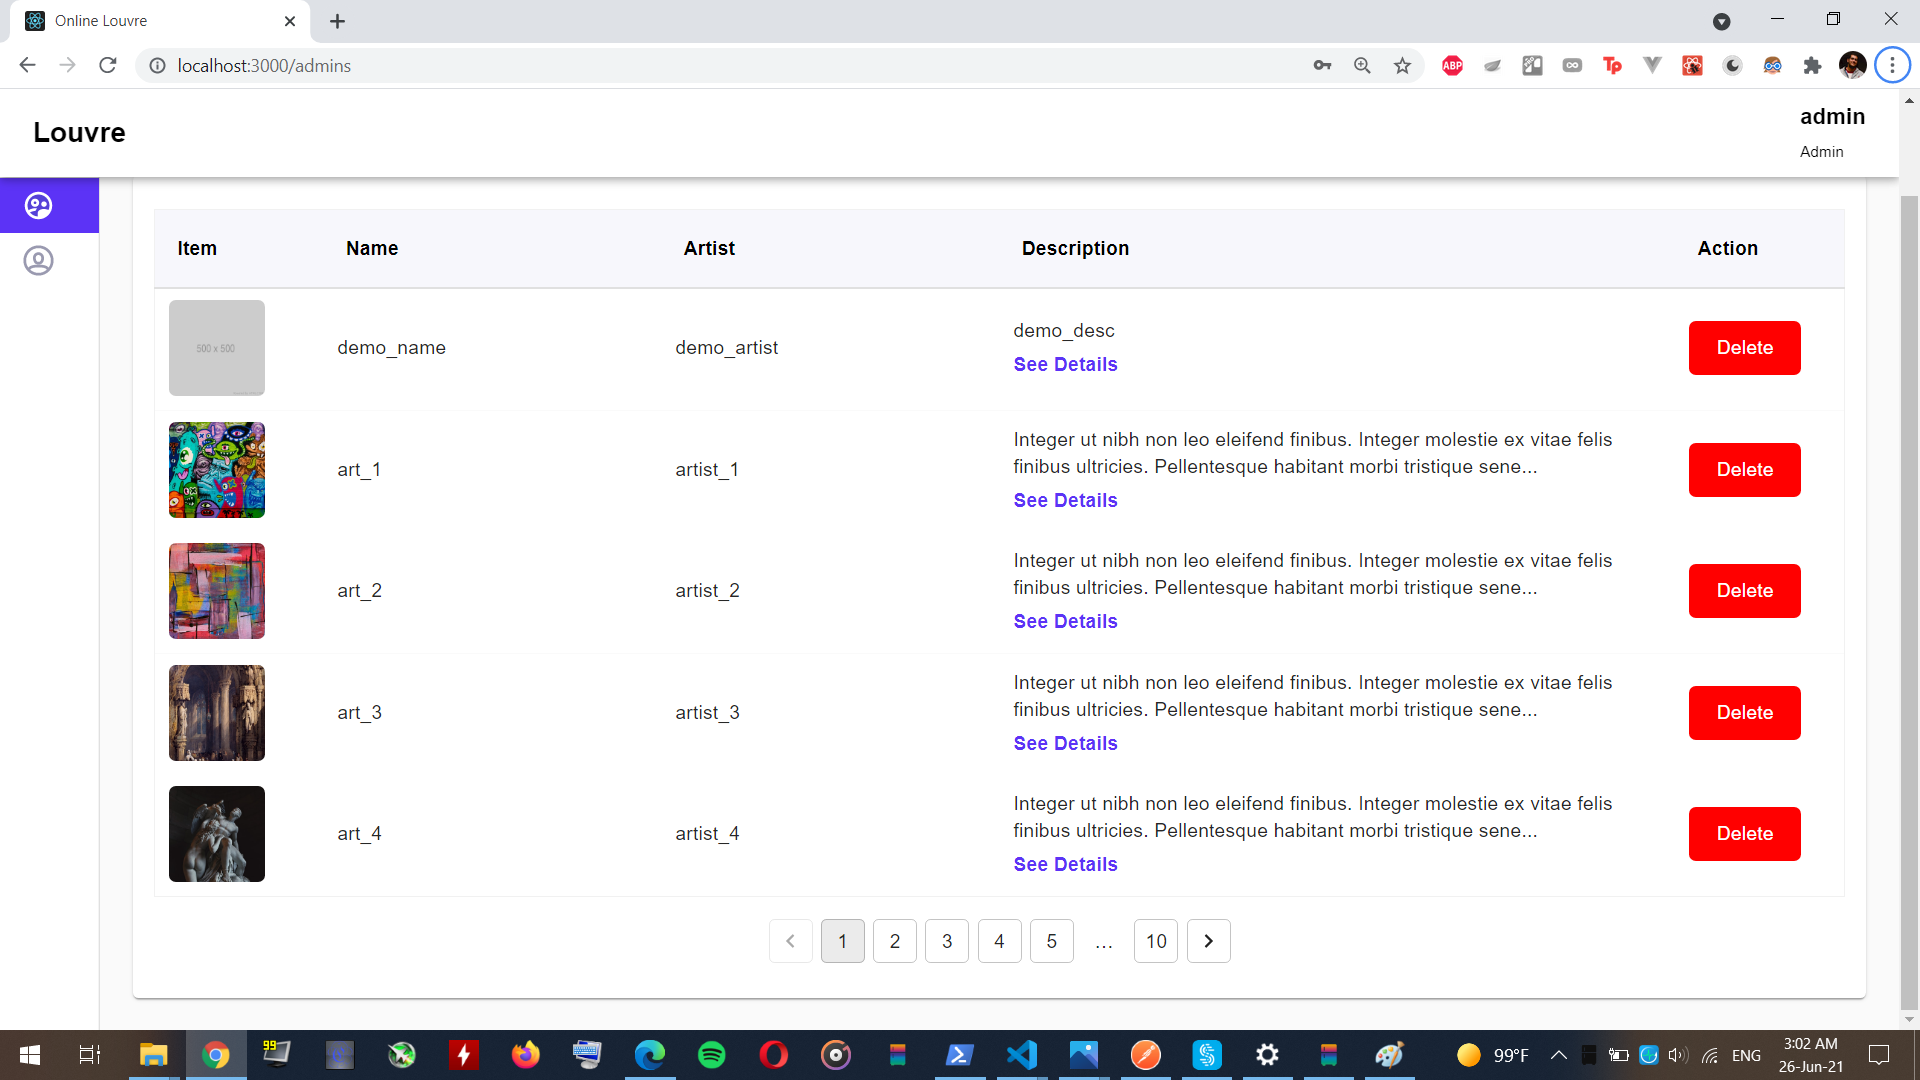 Online Louvre
localhost:3000/admins
ABP
Tp
Louvre
admin
Admin
Item Name Artist Description Action
500 x 500
demo_name demo_artist demo_desc
See Details
Delete
art_1 artist_1 Integer ut nibh non leo eleifend finibus. Integer molestie ex vitae felis
finibus ultricies. Pellentesque habitant morbi tristique sene...
See Details
Delete
art_2 artist_2 Integer ut nibh non leo eleifend finibus. Integer molestie ex vitae felis
finibus ultricies. Pellentesque habitant morbi tristique sene...
See Details
Delete
art_3 artist_3 Integer ut nibh non leo eleifend finibus. Integer molestie ex vitae felis
finibus ultricies. Pellentesque habitant morbi tristique sene...
See Details
Delete
art_4 artist_4 Integer ut nibh non leo eleifend finibus. Integer molestie ex vitae felis
finibus ultricies. Pellentesque habitant morbi tristique sene...
See Details
Delete
1 2 3 4 5 ... 10
99
99°F
ENG
3:02 AM
26-Jun-21